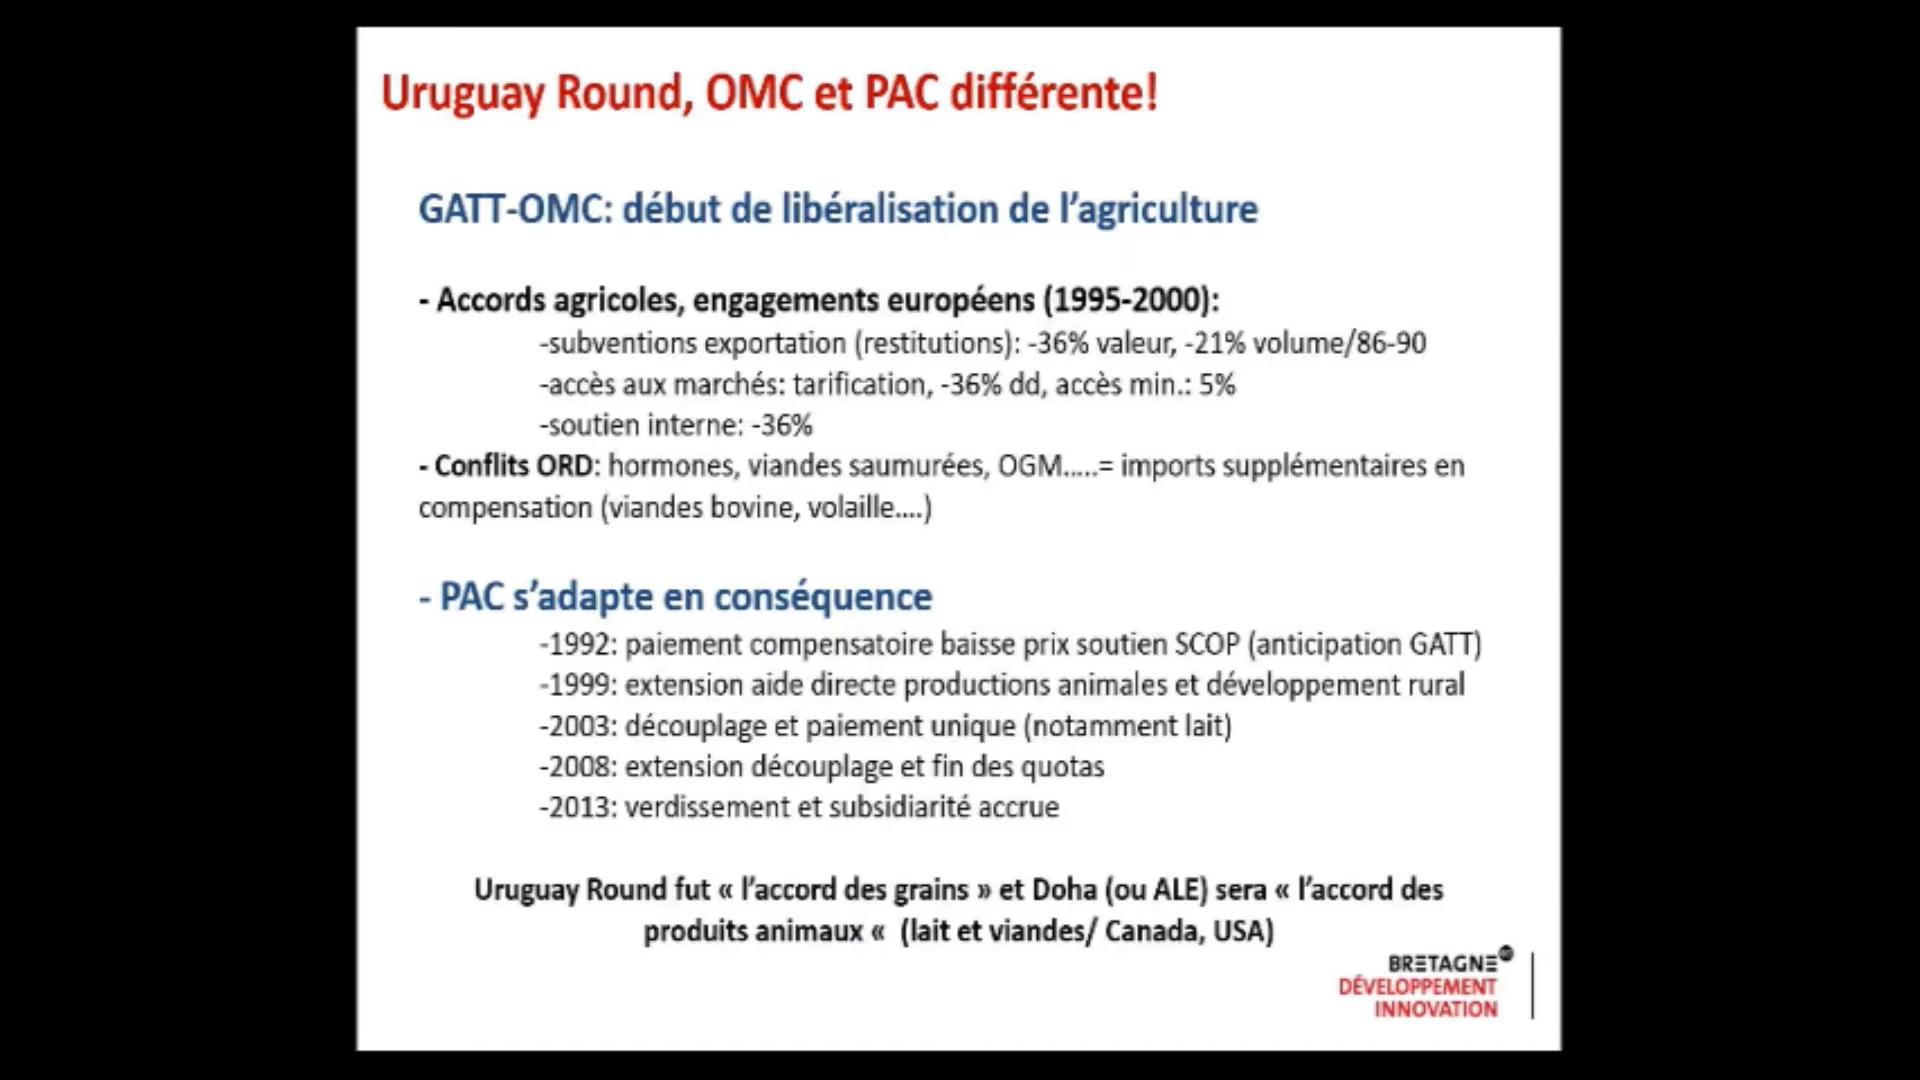 Uruguay Round, OMC et PAC différente!
GATT-OMC: début de libéralisation de l'agriculture
- Accords agricoles, engagements européens (1995-2000):
-subventions exportation (restitutions): -36% valeur, -21% volume/86-90
-accès aux marchés: tarification, -36% dd, accès min.: 5%
-soutien interne: -36%
- Conflits ORD: hormones, viandes saumurées, OGM.....= imports supplémentaires en
compensation (viandes bovine, volaille....)
- PAC s'adapte en conséquence
-1992: paiement compensatoire baisse prix soutien SCOP (anticipation GATT)
-1999: extension aide directe productions animales et développement rural
-2003: découplage et paiement unique (notamment lait)
-2008: extension découplage et fin des quotas
-2013: verdissement et subsidiarité accrue
Uruguay Round fut « l'accord des grains » et Doha (ou ALE) sera « l'accord des
produits animaux «  (lait et viandes/ Canada, USA)
BRETAGNE
DÉVELOPPEMENT
INNOVATION